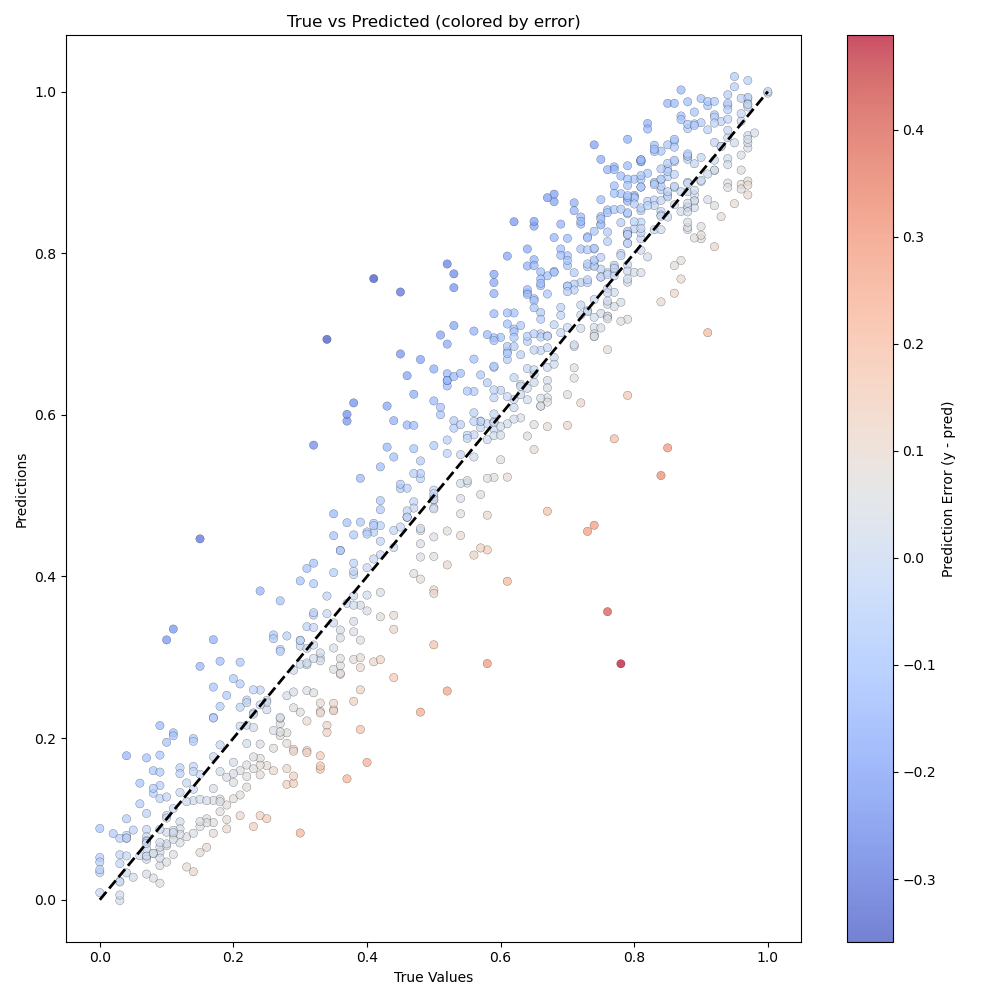 True vs Predicted (colored by error)
1.0
0.8
0.6
0.4
0.2
0.0
Predictions
0.0 0.2 0.4 0.6 0.8 1.0
True Values
0.4
0.3
0.2
0.1
0.0
−0.1
−0.2
−0.3
Prediction Error (y - pred)